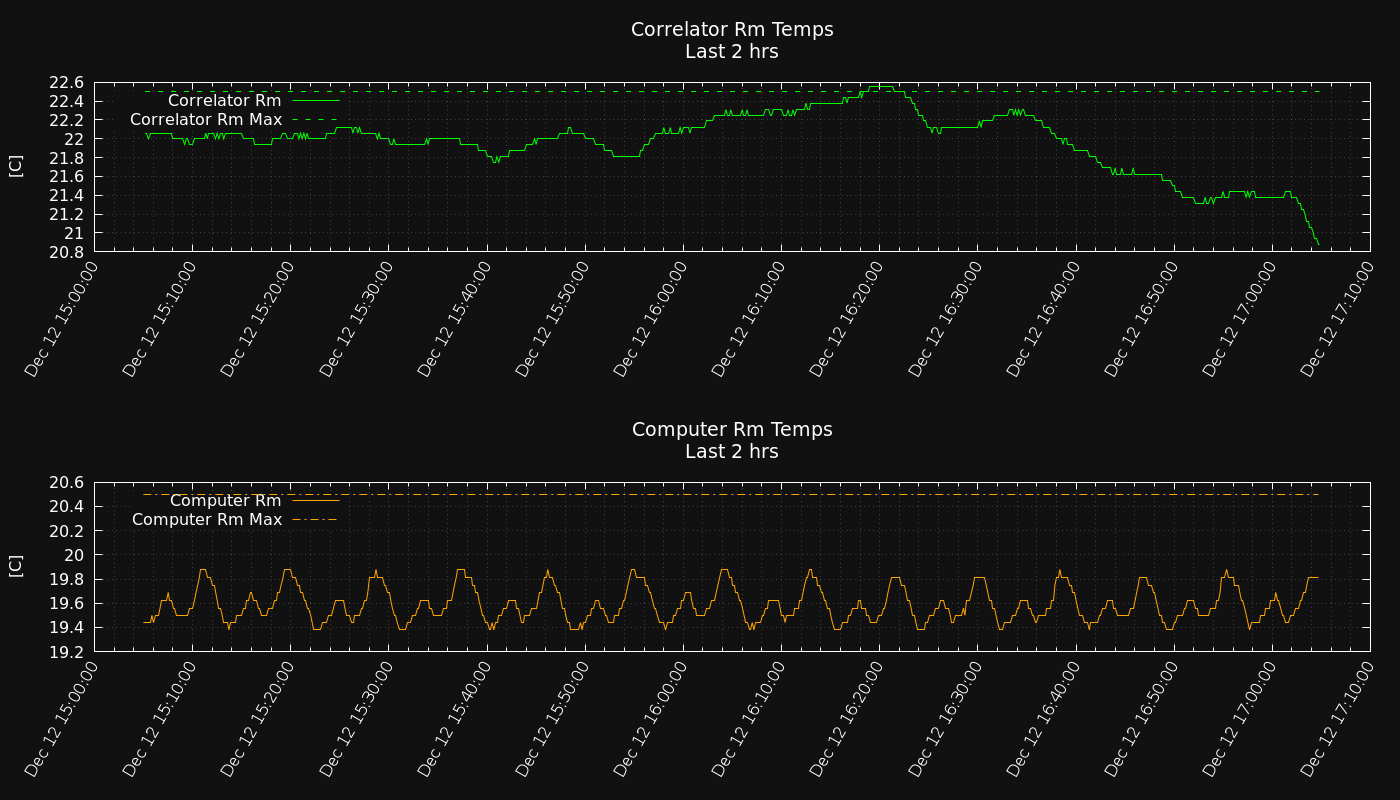 Correlator Rm Temps
Last 2 hrs
22.6
22.4
22.2
22
21.8
21.6
21.4
21.2
21
20.8
[C]
Correlator Rm
Correlator Rm Max
Dec 12 15:00:00
Dec 12 15:10:00
Dec 12 15:20:00
Dec 12 15:30:00
Dec 12 15:40:00
Dec 12 15:50:00
Dec 12 16:00:00
Dec 12 16:10:00
Dec 12 16:20:00
Dec 12 16:30:00
Dec 12 16:40:00
Dec 12 16:50:00
Dec 12 17:00:00
Dec 12 17:10:00
Computer Rm Temps
Last 2 hrs
20.6
20.4
20.2
20
19.8
19.6
19.4
19.2
[C]
Computer Rm
Computer Rm Max
Dec 12 15:00:00
Dec 12 15:10:00
Dec 12 15:20:00
Dec 12 15:30:00
Dec 12 15:40:00
Dec 12 15:50:00
Dec 12 16:00:00
Dec 12 16:10:00
Dec 12 16:20:00
Dec 12 16:30:00
Dec 12 16:40:00
Dec 12 16:50:00
Dec 12 17:00:00
Dec 12 17:10:00